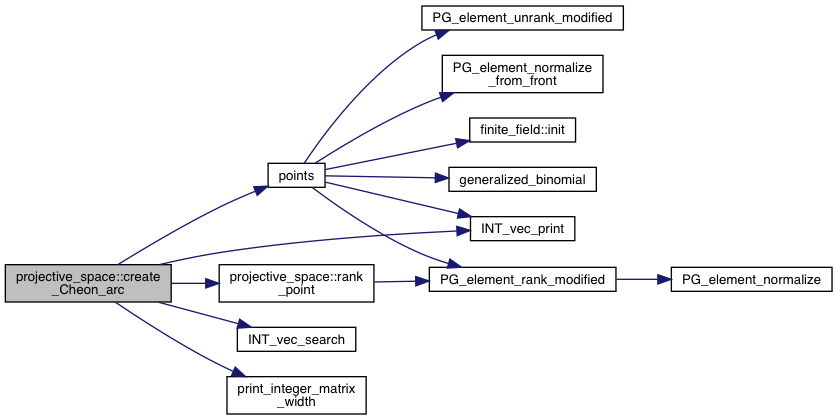 PG_element_unrank_modified
PG_element_normalize
_from_front
finite_field::init
points
generalized_binomial
INT_vec_print
projective_space::create
_Cheon_arc
projective_space::rank
_point
PG_element_rank_modified
PG_element_normalize
INT_vec_search
print_integer_matrix
_width